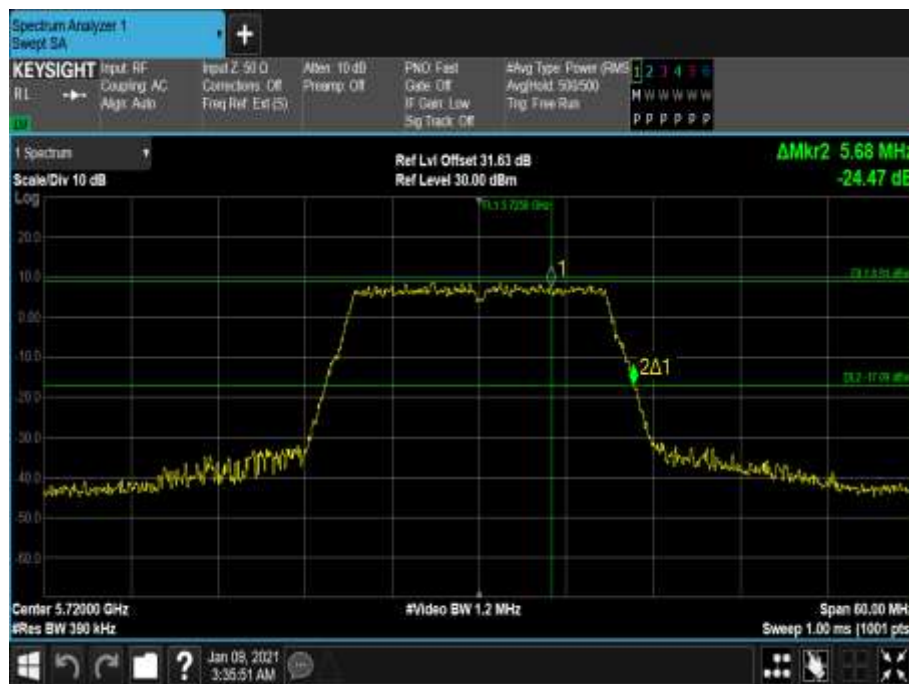 Spectrum Analyzer 1
Swept SA
+
KEYSIGHT Input: RF
RL
Coupling: AC
Align: Auto
Input Z: 50 Ω
Corrections: Off
Freq Ref: Ext (S)
Atten: 10 dB
Preamp: Off
PNO: Fast
Gate: Off
IF Gain: Low
Sig Track: Off
#Avg Type: Power (RMS
Avg|Hold: 500/500
Trig: Free Run
1 2 3 4 5 6
M W W W W W
P P P P P P
1 Spectrum
Scale/Div 10 dB
Ref Lvl Offset 31.63 dB
Ref Level 30.00 dBm
ΔMkr2 5.68 MHz
-24.47 dB
Log
20.0
10.0
0.00
-10.0
-20.0
-30.0
-40.0
-50.0
-60.0
1
2Δ1
DL2 -17.09 dBm
Center 5.72000 GHz
#Res BW 390 kHz
#Video BW 1.2 MHz
Span 60.00 MHz
Sweep 1.00 ms (1001 pts
?
Jan 09, 2021
3:35:51 AM